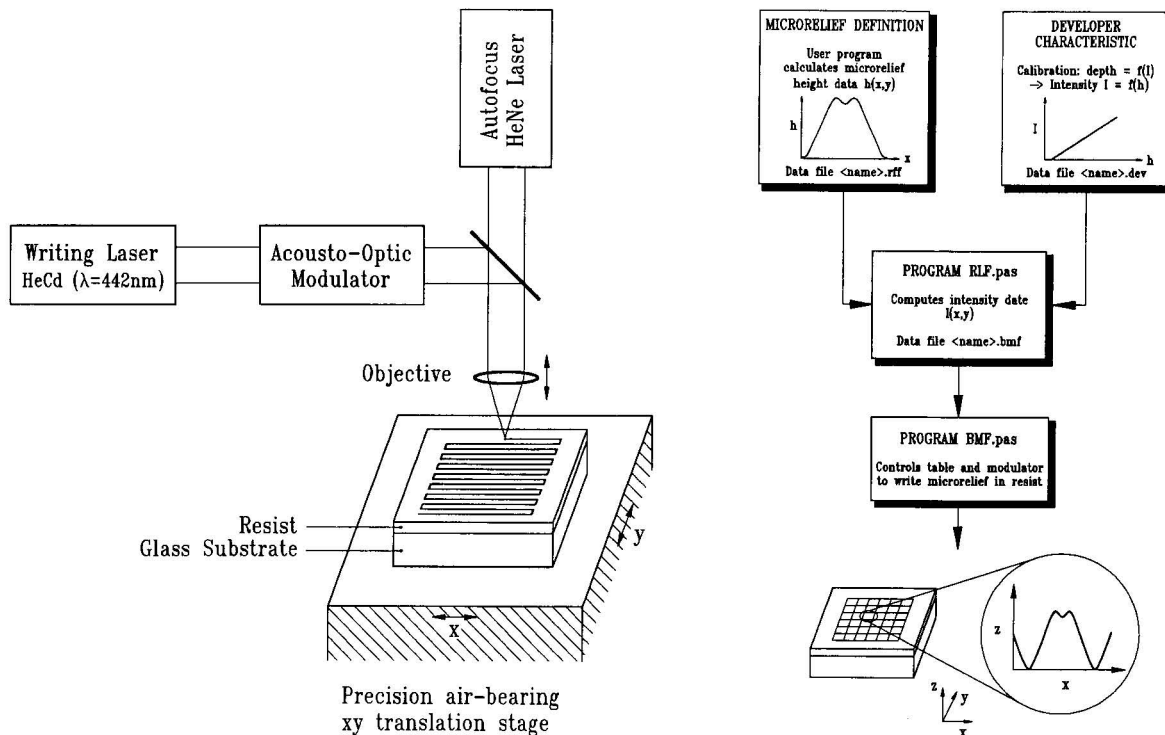 Autofocus
HeNe Laser
Writing Laser
HeCd (λ=442nm)
Acousto-Optic
Modulator
Objective
Resist
Glass Substrate
y
x
Precision air-bearing
xy translation stage
MICRORELIEF DEFINITION
User program
calculates microrelief
height data h(x,y)
h
x
Data file <name>.rff
DEVELOPER
CHARACTERISTIC
Calibration: depth = f(I)
→ Intensity I = f(h)
I
h
Data file <name>.dev
PROGRAM RLF.pas
Computes intensity date
I(x,y)
Data file <name>.bmf
PROGRAM BMF.pas
Controls table and modulator
to write microrelief in resist
z
x
z
y
x